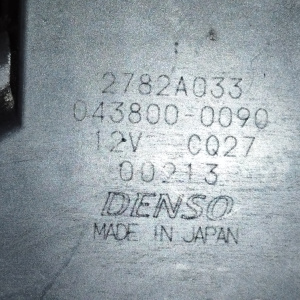 2782A033
043800-0090
12V CQ27
00213
DENSO
MADE IN JAPAN